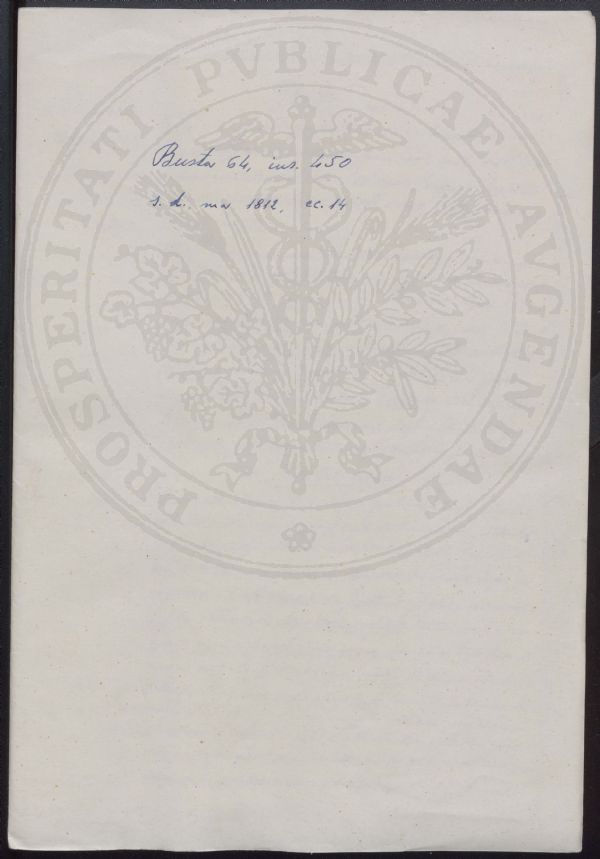 PROSPERITATI PVBLICAE AVGENDAE
Busta 64, ins. 450
s.d. ma 1812, cc. 14